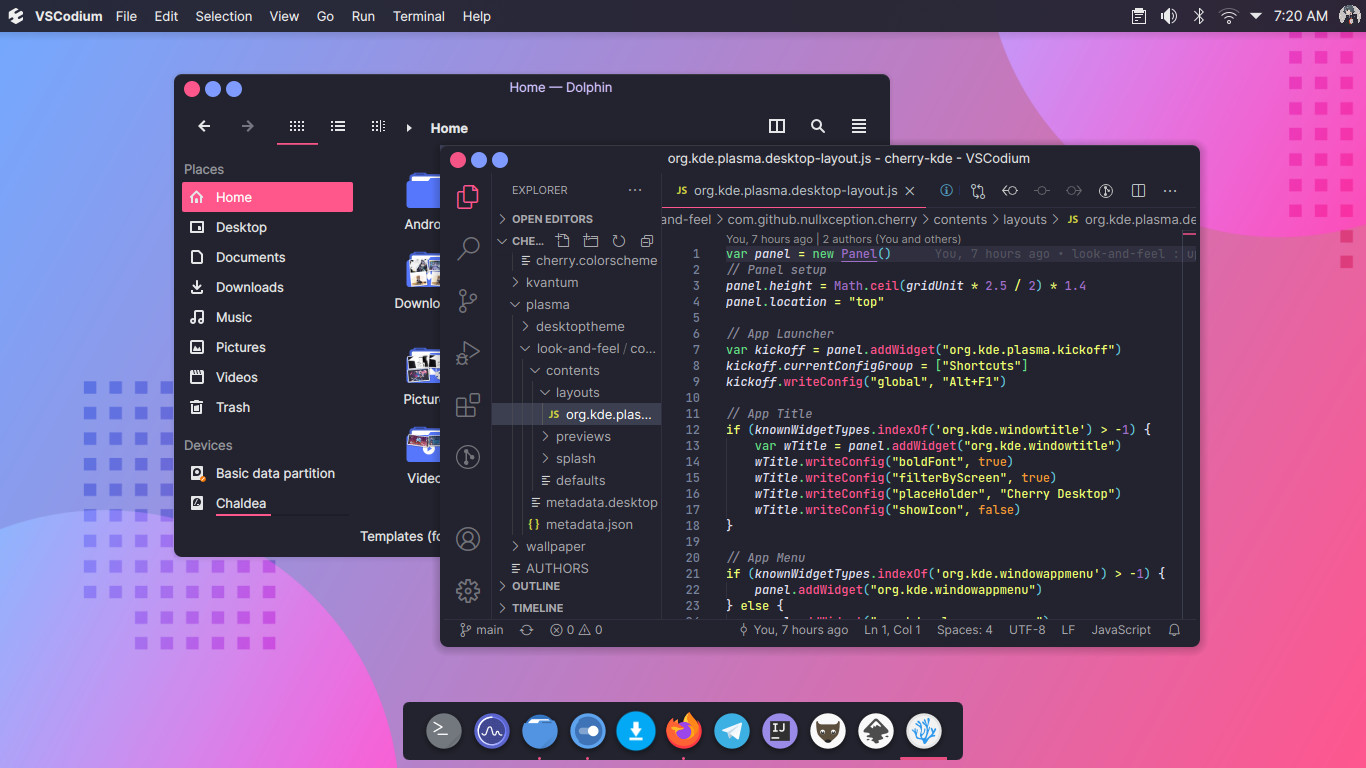 VSCodium File Edit Selection View Go Run Terminal Help 7:20 AM
Home — Dolphin
Home
Places
Home
Desktop
Documents
Downloads
Music
Pictures
Videos
Trash
Devices
Basic data partition
Chaldea
Andro
Downlo
Picture
Video
Templates (fo
org.kde.plasma.desktop-layout.js - cherry-kde - VSCodium
EXPLORER
OPEN EDITORS
CHE...
cherry.colorscheme
kvantum
plasma
desktoptheme
look-and-feel / co...
contents
layouts
JS org.kde.plas...
previews
splash
defaults
metadata.desktop
{} metadata.json
wallpaper
AUTHORS
OUTLINE
TIMELINE
JS org.kde.plasma.desktop-layout.js
and-feel > com.github.nullxception.cherry > contents > layouts > JS org.kde.plasma.de
You, 7 hours ago | 2 authors (You and others)
1 var panel = new Panel() You, 7 hours ago • look-and-feel : up
2 // Panel setup
3 panel.height = Math.ceil(gridUnit * 2.5 / 2) * 1.4
4 panel.location = "top"
5
6 // App Launcher
7 var kickoff = panel.addWidget("org.kde.plasma.kickoff")
8 kickoff.currentConfigGroup = ["Shortcuts"]
9 kickoff.writeConfig("global", "Alt+F1")
10
11 // App Title
12 if (knownWidgetTypes.indexOf('org.kde.windowtitle') > -1) {
13 var wTitle = panel.addWidget("org.kde.windowtitle")
14 wTitle.writeConfig("boldFont", true)
15 wTitle.writeConfig("filterByScreen", true)
16 wTitle.writeConfig("placeHolder", "Cherry Desktop")
17 wTitle.writeConfig("showIcon", false)
18 }
19
20 // App Menu
21 if (knownWidgetTypes.indexOf('org.kde.windowappmenu') > -1) {
22 panel.addWidget("org.kde.windowappmenu")
23 } else {
main 0 0 You, 7 hours ago Ln 1, Col 1 Spaces: 4 UTF-8 LF JavaScript
IJ